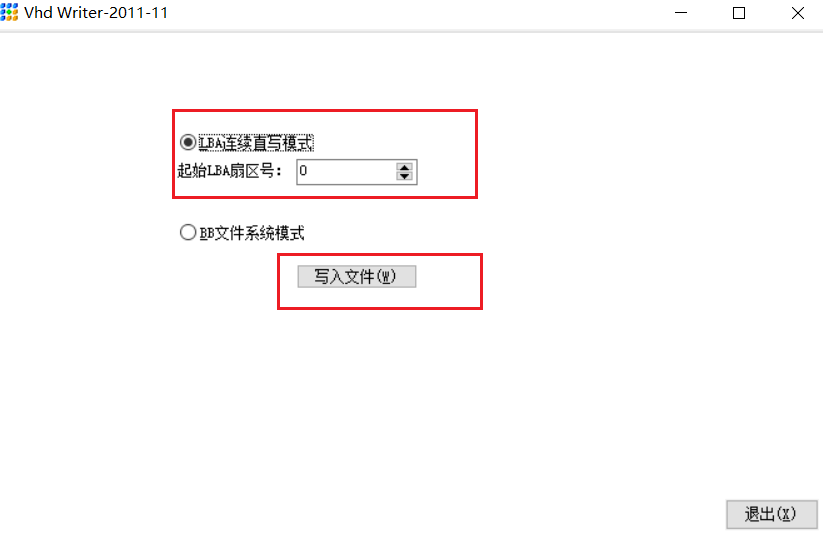 Vhd Writer-2011-11
LBA连续直写模式
起始LBA扇区号： 0
BB文件系统模式
写入文件(W)
退出(X)